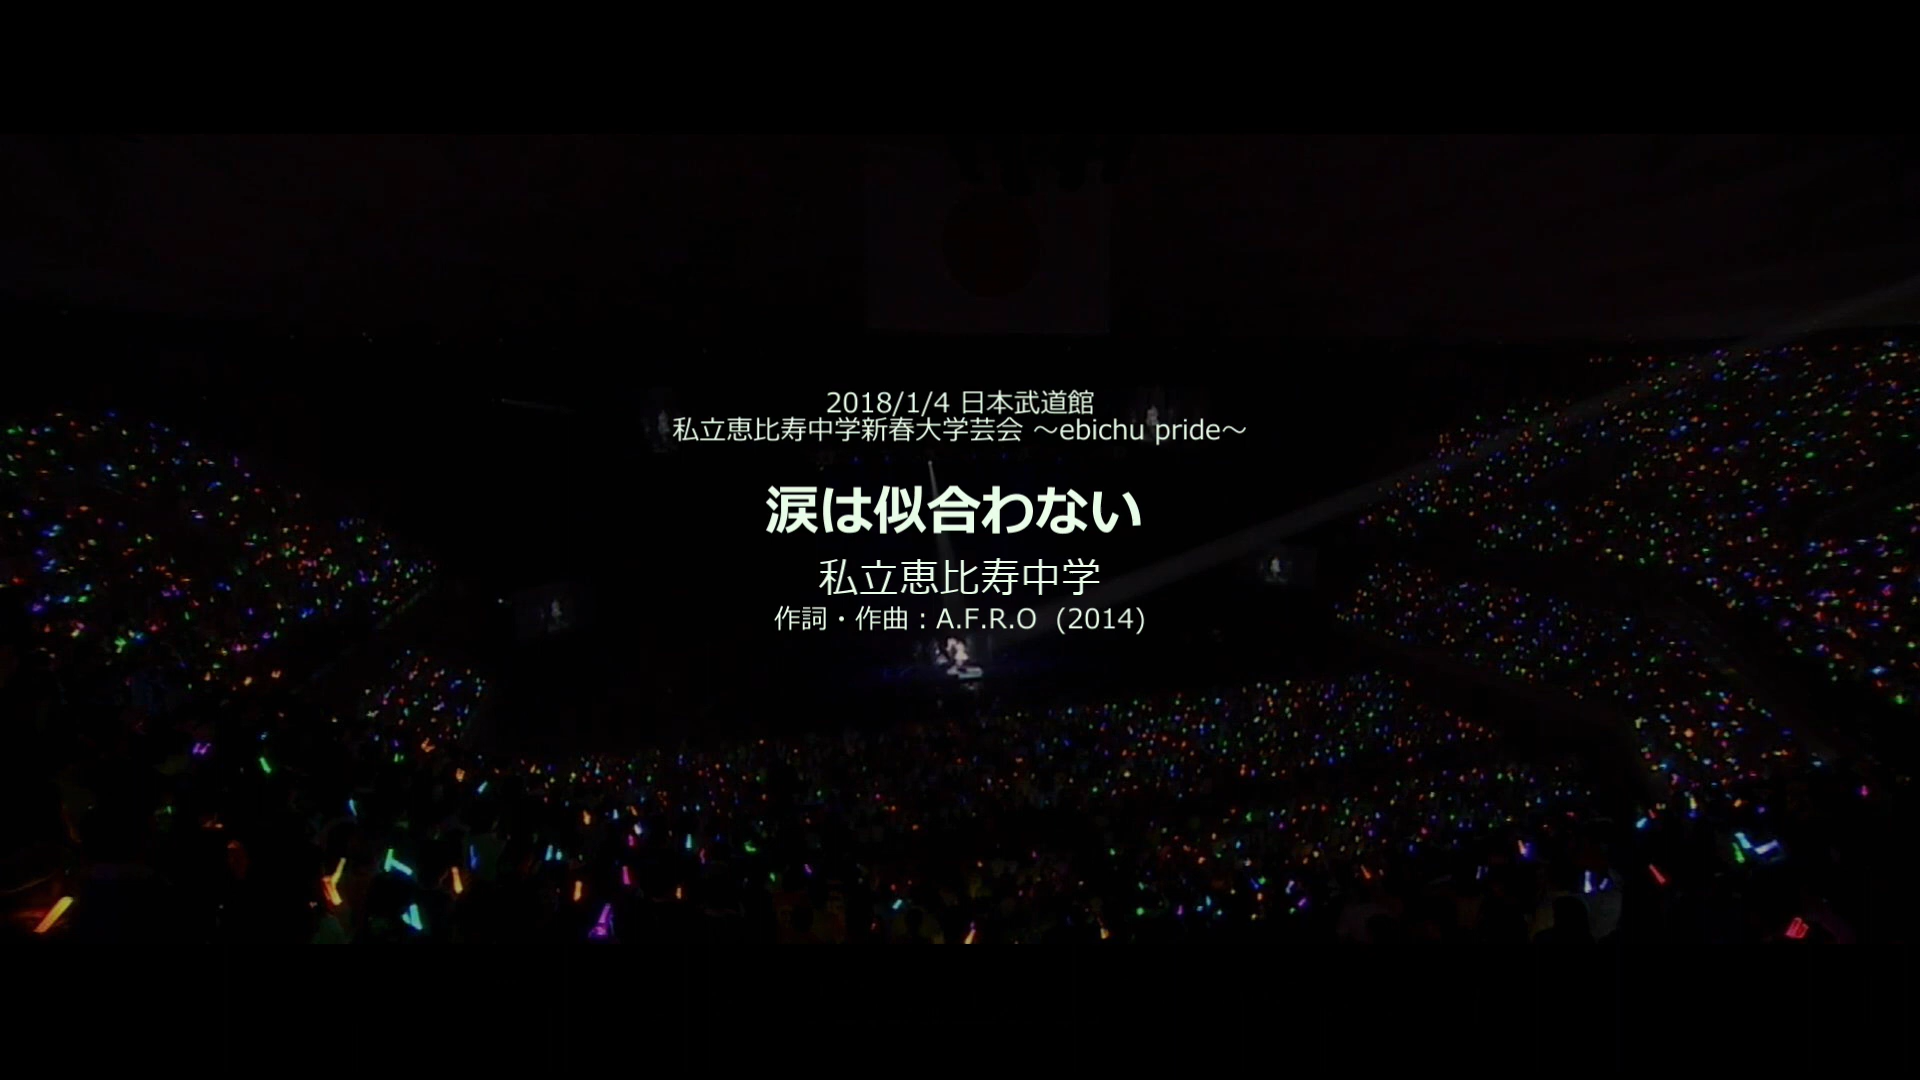 2018/1/4 日本武道館
私立恵比寿中学新春大学芸会 ～ebichu pride～
涙は似合わない
私立恵比寿中学
作詞・作曲：A.F.R.O (2014)